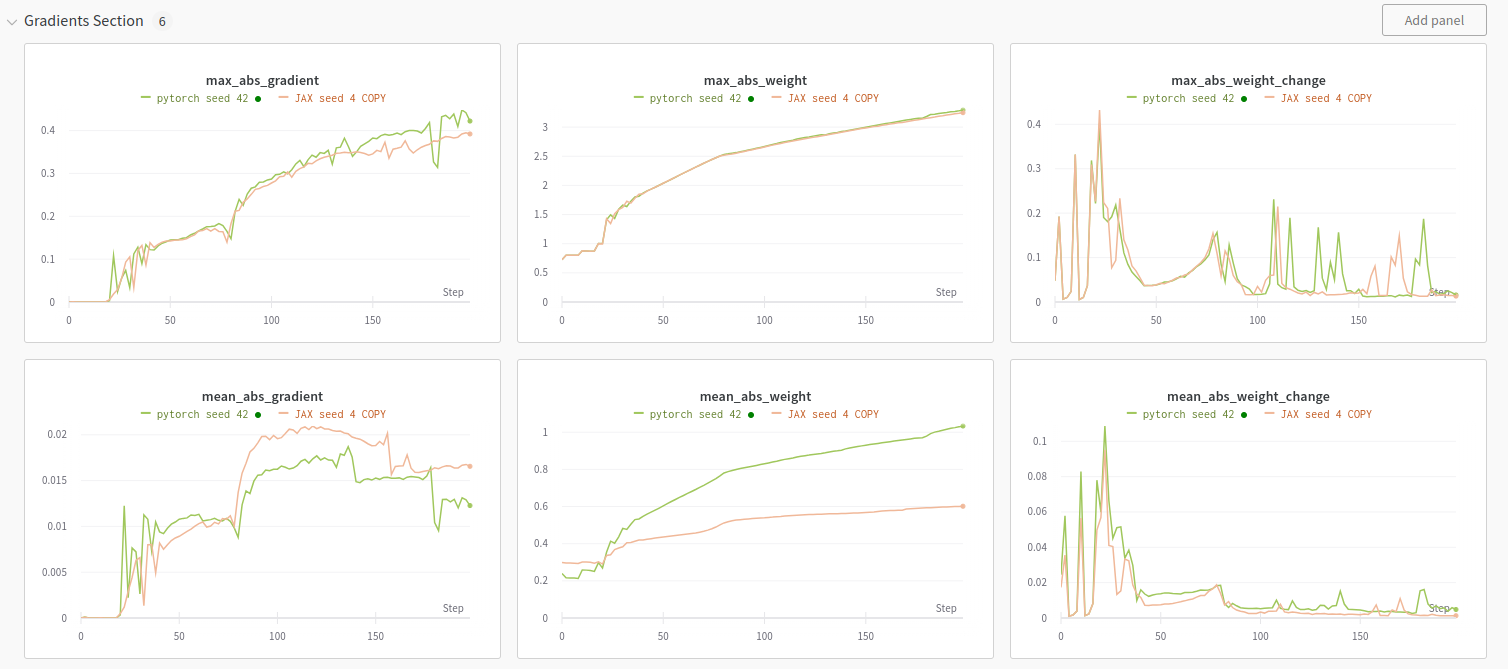 Gradients Section 6
Add panel
max_abs_gradient
pytorch seed 42 JAX seed 4 COPY
0.4
0.3
0.2
0.1
0
Step
0 50 100 150
max_abs_weight
pytorch seed 42 JAX seed 4 COPY
3
2.5
2
1.5
1
0.5
0
Step
0 50 100 150
max_abs_weight_change
pytorch seed 42 JAX seed 4 COPY
0.4
0.3
0.2
0.1
0
Step
0 50 100 150
mean_abs_gradient
pytorch seed 42 JAX seed 4 COPY
0.02
0.015
0.01
0.005
0
Step
0 50 100 150
mean_abs_weight
pytorch seed 42 JAX seed 4 COPY
1
0.8
0.6
0.4
0.2
0
Step
0 50 100 150
mean_abs_weight_change
pytorch seed 42 JAX seed 4 COPY
0.1
0.08
0.06
0.04
0.02
0
Step
0 50 100 150